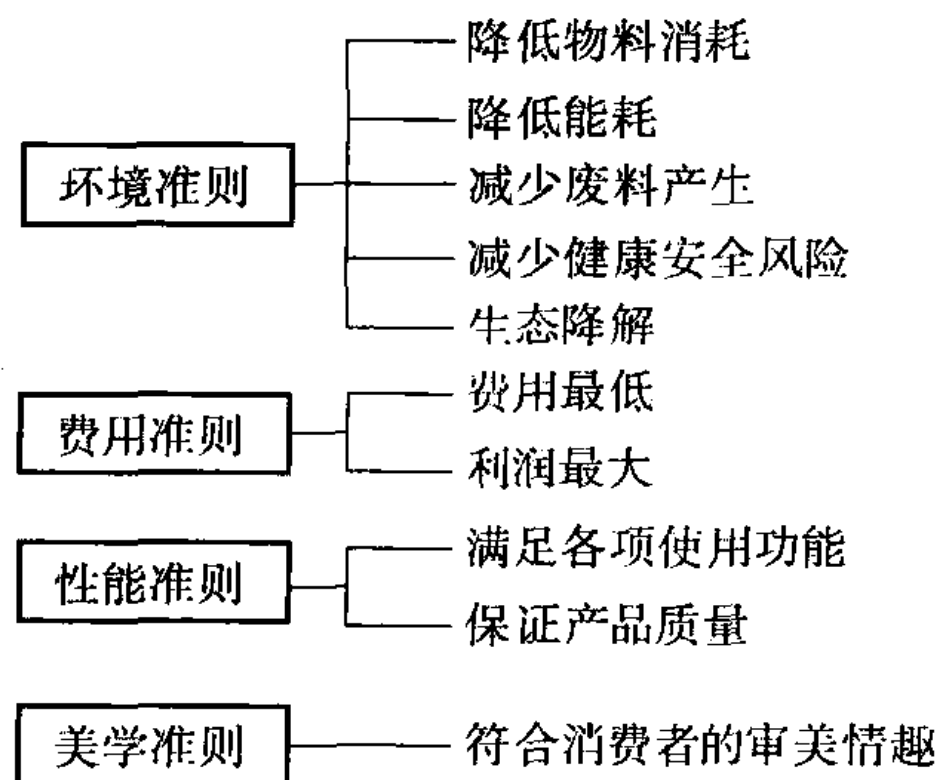 降低物料消耗
降低能耗
环境准则
减少废料产生
减少健康安全风险
生态降解
费用最低
费用准则
利润最大
满足各项使用功能
性能准则
保证产品质量
美学准则
符合消费者的审美情趣